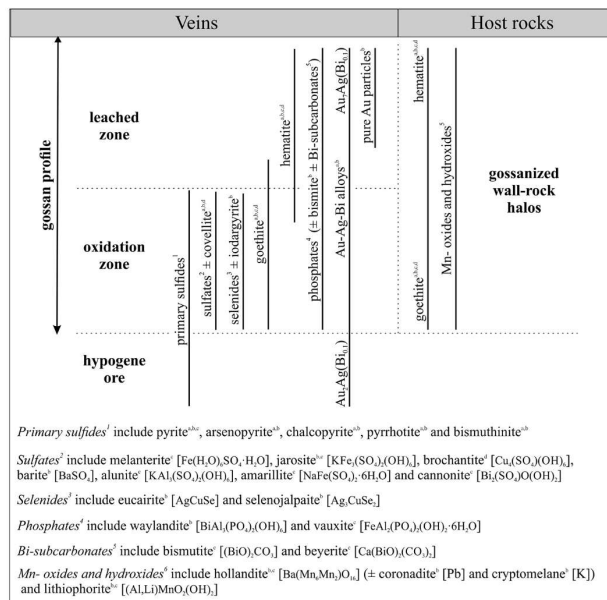 Veins
Host rocks
gossan profile
leached zone
oxidation zone
hypogene ore
primary sulfides¹
sulfates² ± covelliteᵃ,ᵇ,ᵈ
selenides³ ± iodargyriteᵇ
goethiteᵃ,ᵇ,ᶜ,ᵈ
hematiteᵃ,ᵇ,ᶜ,ᵈ
phosphates⁴ (± bismiteᵇ ± Bi-subcarbonates⁵)
Au₂Ag(Bi₀.₁)
Au-Ag-Bi alloysᵃ,ᵇ
Au₇Ag(Bi₀.₁)
pure Au particlesᵇ
goethiteᵃ,ᵇ,ᶜ,ᵈ
hematiteᵃ,ᵇ,ᶜ,ᵈ
Mn- oxides and hydroxides⁵
gossanized wall-rock halos
Primary sulfides¹ include pyriteᵃ,ᵇ,ᶜ, arsenopyriteᵃ,ᵇ, chalcopyriteᵃ,ᵇ, pyrrhotiteᵃ,ᵇ and bismuthiniteᵃ,ᵇ
Sulfates² include melanteriteᶜ [Fe(H₂O)₆SO₄·H₂O], jarositeᵇ,ᶜ [KFe₃(SO₄)₂(OH)₆], brochantiteᵈ [Cu₄(SO₄)(OH)₆],
bariteᵇ [BaSO₄], aluniteᶜ [KAl₃(SO₄)₂(OH)₆], amarilliteᶜ [NaFe(SO₄)₂·6H₂O] and cannoniteᶜ [Bi₂(SO₄)O(OH)₂]
Selenides³ include eucairiteᵇ [AgCuSe] and selenojalpaiteᵇ [Ag₃CuSe₂]
Phosphates⁴ include waylanditeᵇ [BiAl₃(PO₄)₂(OH)₆] and vauxiteᶜ [FeAl₂(PO₄)₂(OH)₂·6H₂O]
Bi-subcarbonates⁵ include bismutiteᶜ [(BiO)₂CO₃] and beyeriteᶜ [Ca(BiO)₂(CO₃)₂]
Mn- oxides and hydroxides⁶ include hollanditeᵇ,ᶜ [Ba(Mn₆Mn₂)O₁₆] (± coronaditeᵇ [Pb] and cryptomelaneᵇ [K])
and lithiophoriteᵇ,ᶜ [(Al,Li)MnO₂(OH)₂]